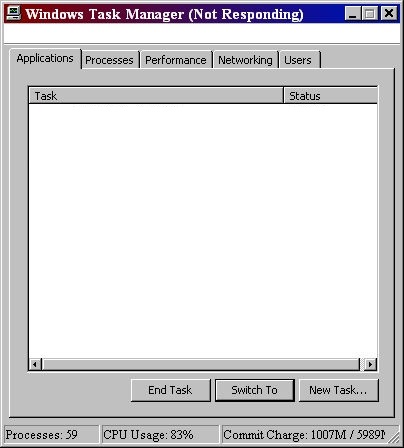 Windows Task Manager (Not Responding)
Applications Processes Performance Networking Users
Task Status
End Task Switch To New Task...
Processes: 59 CPU Usage: 83% Commit Charge: 1007M / 5989M